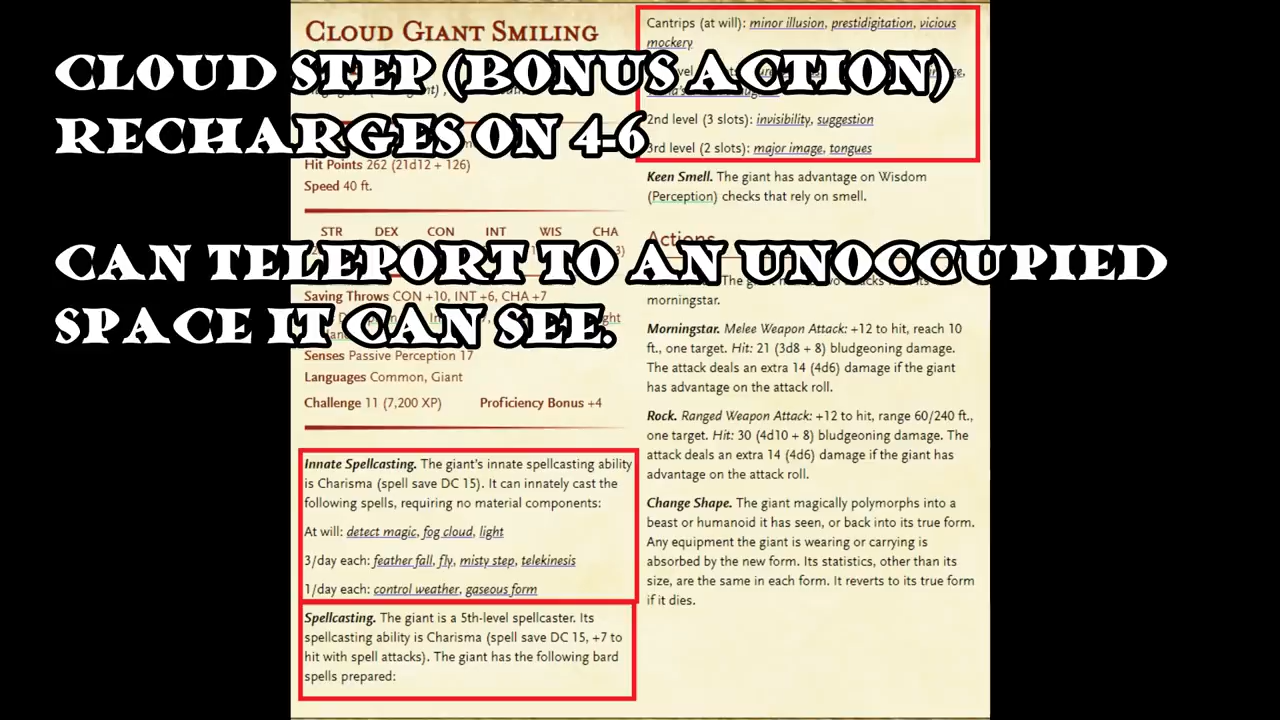 CLOUD GIANT SMILING
CLOUD STEP (BONUS ACTION)
RECHARGES ON 4-6
CAN TELEPORT TO AN UNOCCUPIED
SPACE IT CAN SEE.
Hit Points 262 (21d12 + 126)
Speed 40 ft.
STR DEX CON INT WIS CHA
Saving Throws CON +10, INT +6, CHA +7
Senses Passive Perception 17
Languages Common, Giant
Challenge 11 (7,200 XP) Proficiency Bonus +4
Innate Spellcasting. The giant's innate spellcasting ability
is Charisma (spell save DC 15). It can innately cast the
following spells, requiring no material components:
At will: detect magic, fog cloud, light
3/day each: feather fall, fly, misty step, telekinesis
1/day each: control weather, gaseous form
Spellcasting. The giant is a 5th-level spellcaster. Its
spellcasting ability is Charisma (spell save DC 15, +7 to
hit with spell attacks). The giant has the following bard
spells prepared:
Cantrips (at will): minor illusion, prestidigitation, vicious
mockery
2nd level (3 slots): invisibility, suggestion
3rd level (2 slots): major image, tongues
Keen Smell. The giant has advantage on Wisdom
(Perception) checks that rely on smell.
Actions
morningstar.
Morningstar. Melee Weapon Attack: +12 to hit, reach 10
ft., one target. Hit: 21 (3d8 + 8) bludgeoning damage.
The attack deals an extra 14 (4d6) damage if the giant
has advantage on the attack roll.
Rock. Ranged Weapon Attack: +12 to hit, range 60/240 ft.,
one target. Hit: 30 (4d10 + 8) bludgeoning damage. The
attack deals an extra 14 (4d6) damage if the giant has
advantage on the attack roll.
Change Shape. The giant magically polymorphs into a
beast or humanoid it has seen, or back into its true form.
Any equipment the giant is wearing or carrying is
absorbed by the new form. Its statistics, other than its
size, are the same in each form. It reverts to its true form
if it dies.